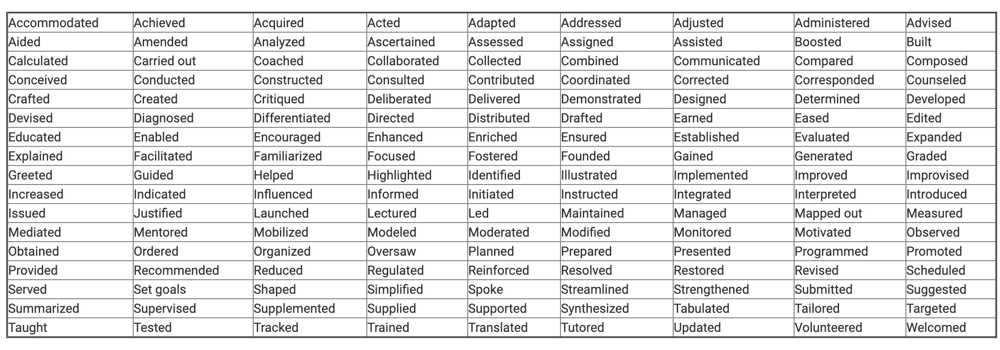 Accommodated Achieved Acquired Acted Adapted Addressed Adjusted Administered Advised
Aided Amended Analyzed Ascertained Assessed Assigned Assisted Boosted Built
Calculated Carried out Coached Collaborated Collected Combined Communicated Compared Composed
Conceived Conducted Constructed Consulted Contributed Coordinated Corrected Corresponded Counseled
Crafted Created Critiqued Deliberated Delivered Demonstrated Designed Determined Developed
Devised Diagnosed Differentiated Directed Distributed Drafted Earned Eased Edited
Educated Enabled Encouraged Enhanced Enriched Ensured Established Evaluated Expanded
Explained Facilitated Familiarized Focused Fostered Founded Gained Generated Graded
Greeted Guided Helped Highlighted Identified Illustrated Implemented Improved Improvised
Increased Indicated Influenced Informed Initiated Instructed Integrated Interpreted Introduced
Issued Justified Launched Lectured Led Maintained Managed Mapped out Measured
Mediated Mentored Mobilized Modeled Moderated Modified Monitored Motivated Observed
Obtained Ordered Organized Oversaw Planned Prepared Presented Programmed Promoted
Provided Recommended Reduced Regulated Reinforced Resolved Restored Revised Scheduled
Served Set goals Shaped Simplified Spoke Streamlined Strengthened Submitted Suggested
Summarized Supervised Supplemented Supplied Supported Synthesized Tabulated Tailored Targeted
Taught Tested Tracked Trained Translated Tutored Updated Volunteered Welcomed